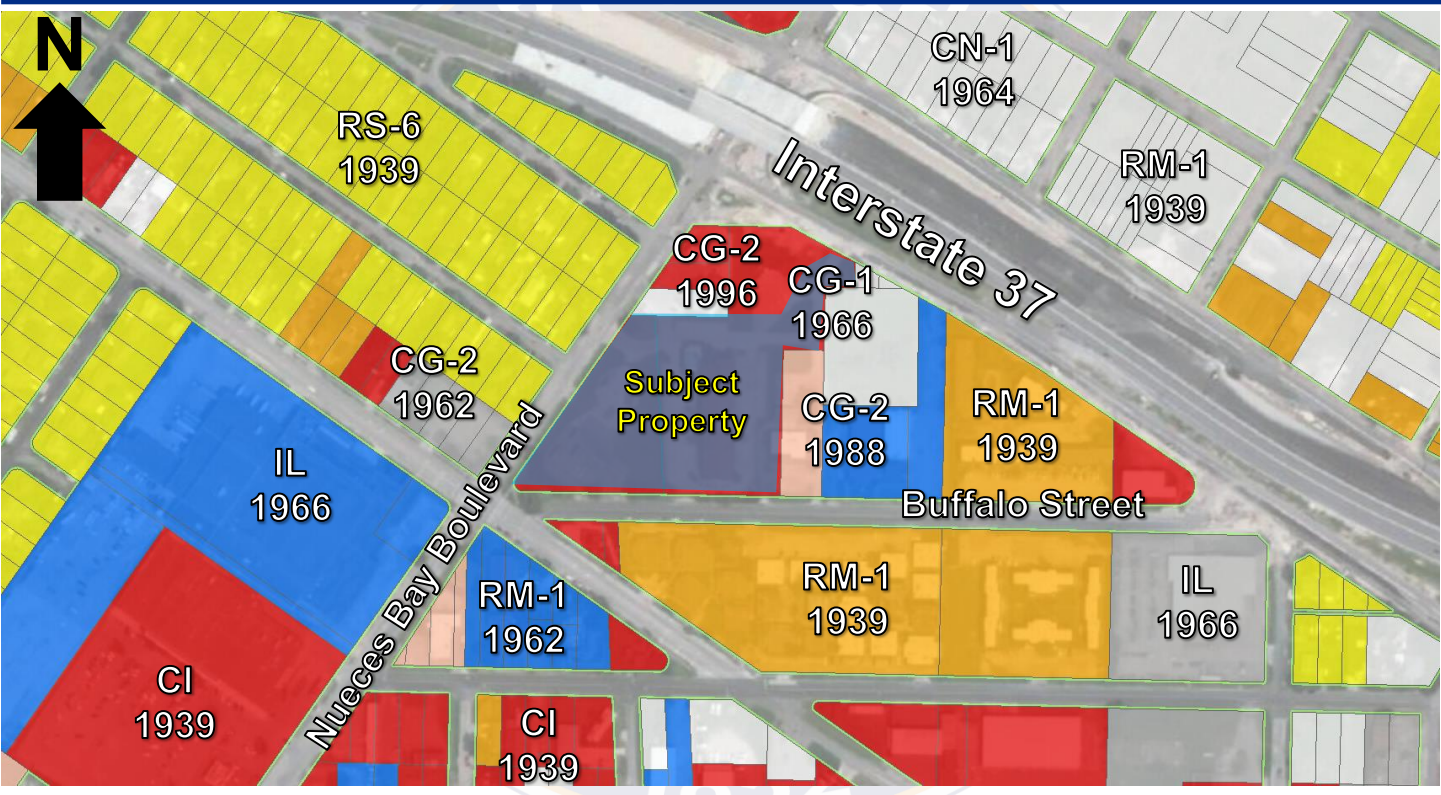 N
CN-1
1964
RS-6
1939
RM-1
1939
Interstate 37
CG-2
1996
CG-1
1966
CG-2
1962
Subject
Property
CG-2
1988
RM-1
1939
IL
1966
Buffalo Street
Nueces Bay Boulevard
RM-1
1962
RM-1
1939
IL
1966
CI
1939
CI
1939